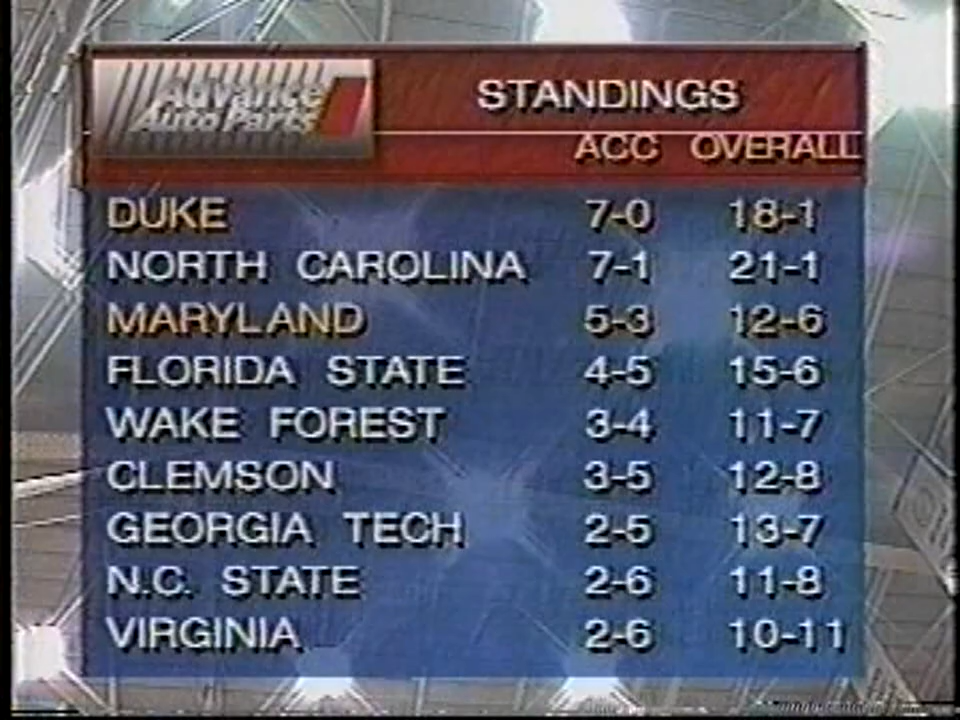 Advance
Auto Parts
STANDINGS
ACC OVERALL
DUKE 7-0 18-1
NORTH CAROLINA 7-1 21-1
MARYLAND 5-3 12-6
FLORIDA STATE 4-5 15-6
WAKE FOREST 3-4 11-7
CLEMSON 3-5 12-8
GEORGIA TECH 2-5 13-7
N.C. STATE 2-6 11-8
VIRGINIA 2-6 10-11